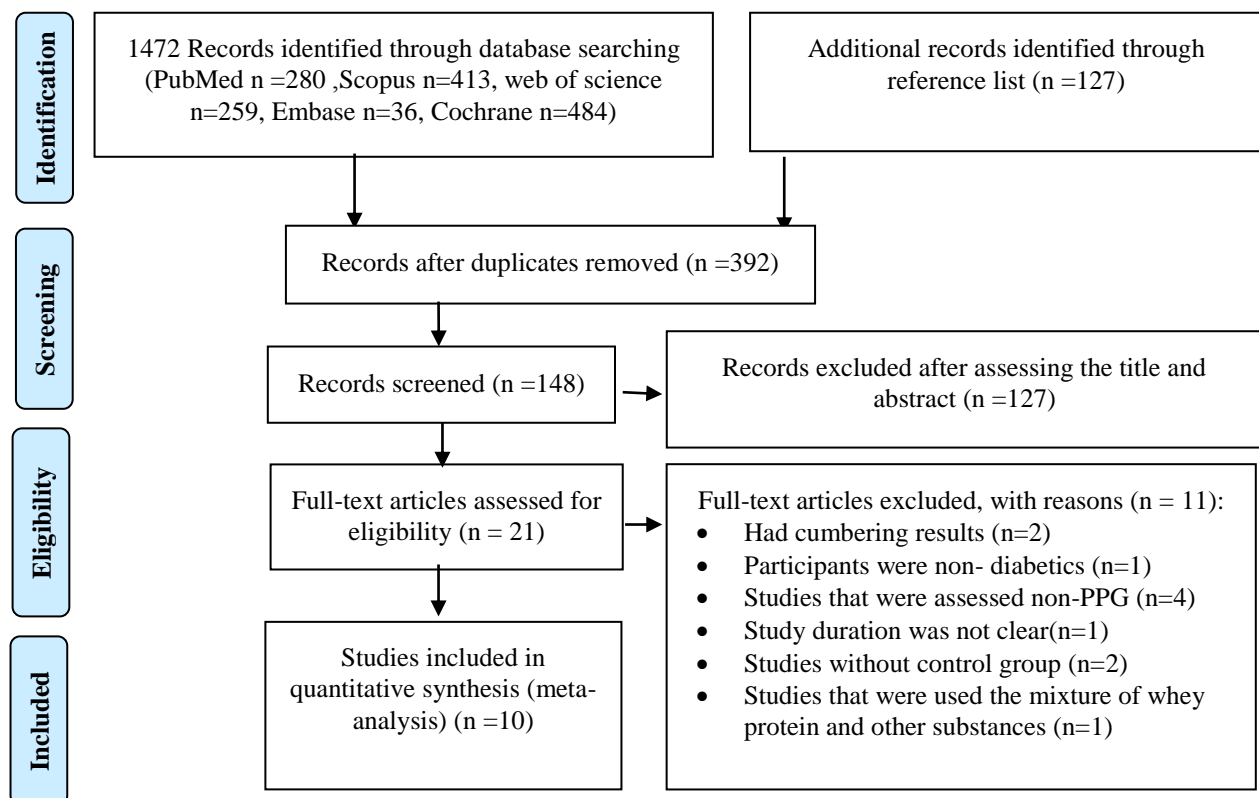 Identification
1472 Records identified through database searching
(PubMed n =280 ,Scopus n=413, web of science
n=259, Embase n=36, Cochrane n=484)
Additional records identified through
reference list (n =127)
Screening
Records after duplicates removed (n =392)
Records screened (n =148)
Records excluded after assessing the title and
abstract (n =127)
Eligibility
Full-text articles assessed for
eligibility (n = 21)
Full-text articles excluded, with reasons (n = 11):
• Had cumbering results (n=2)
• Participants were non- diabetics (n=1)
• Studies that were assessed non-PPG (n=4)
• Study duration was not clear(n=1)
• Studies without control group (n=2)
• Studies that were used the mixture of whey
protein and other substances (n=1)
Included
Studies included in
quantitative synthesis (meta-
analysis) (n =10)